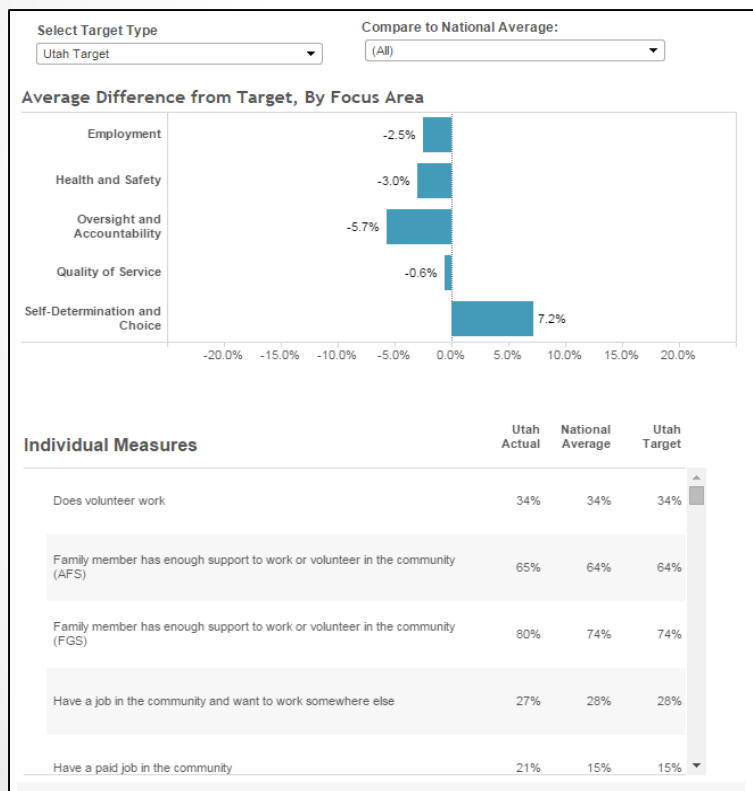 Select Target Type
Compare to National Average:
Utah Target
(All)
Average Difference from Target, By Focus Area
Employment
-2.5%
Health and Safety
-3.0%
Oversight and
Accountability
-5.7%
Quality of Service
-0.6%
Self-Determination and
Choice
7.2%
-20.0% -15.0% -10.0% -5.0% 0.0% 5.0% 10.0% 15.0% 20.0%
Individual Measures
Utah
Actual
National
Average
Utah
Target
Does volunteer work 34% 34% 34%
Family member has enough support to work or volunteer in the community
(AFS)
65% 64% 64%
Family member has enough support to work or volunteer in the community
(FGS)
80% 74% 74%
Have a job in the community and want to work somewhere else 27% 28% 28%
Have a paid job in the community 21% 15% 15%